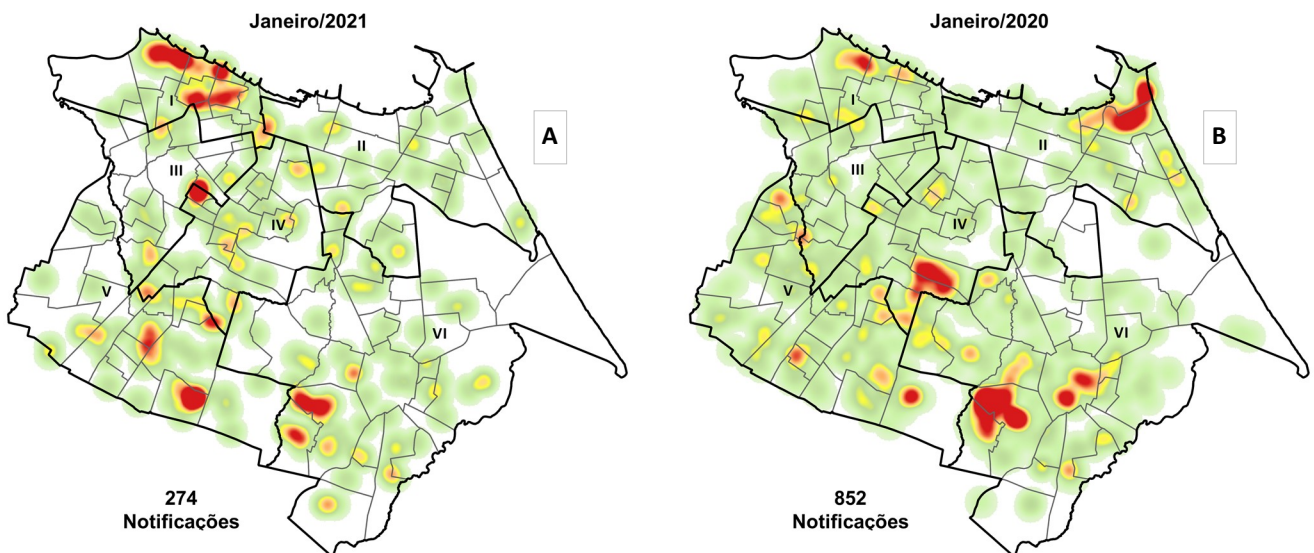 Janeiro/2021
A
I
II
III
IV
V
VI
274
Notificações
Janeiro/2020
B
I
II
III
IV
V
VI
852
Notificações